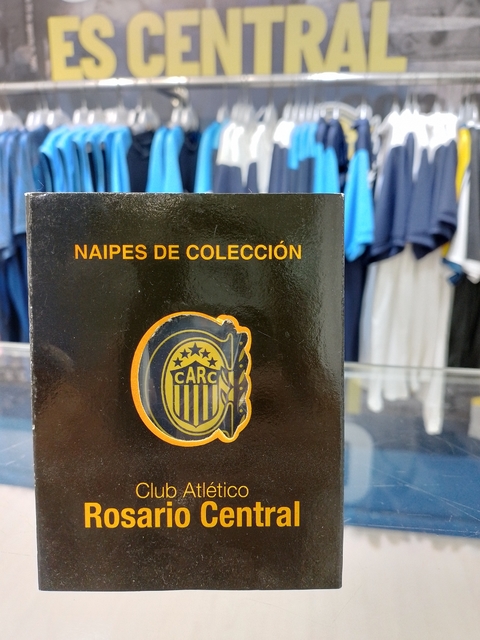 ES CENTRAL
NAIPES DE COLECCIÓN
CARC
Club Atlético
Rosario Central